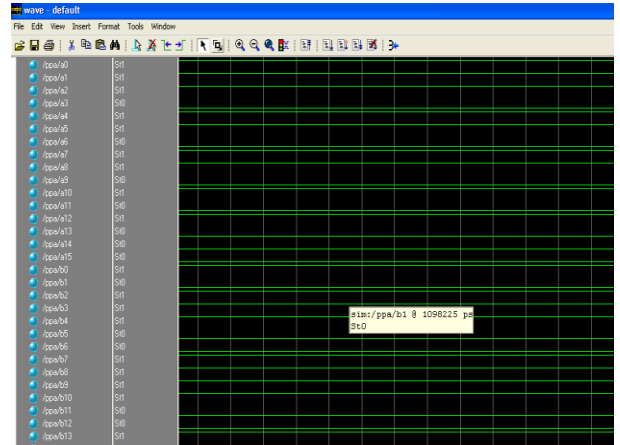 wave - default
File Edit View Insert Format Tools Window
/ppa/a0 St1
/ppa/a1 St1
/ppa/a2 St1
/ppa/a3 St0
/ppa/a4 St1
/ppa/a5 St1
/ppa/a6 St0
/ppa/a7 St1
/ppa/a8 St1
/ppa/a9 St0
/ppa/a10 St1
/ppa/a11 St0
/ppa/a12 St1
/ppa/a13 St0
/ppa/a14 St0
/ppa/a15 St0
/ppa/b0 St1
/ppa/b1 St0
/ppa/b2 St1
/ppa/b3 St1
/ppa/b4 St1
/ppa/b5 St0
/ppa/b6 St0
/ppa/b7 St1
/ppa/b8 St1
/ppa/b9 St1
/ppa/b10 St1
/ppa/b11 St0
/ppa/b12 St0
/ppa/b13 St1
sim:/ppa/b1 @ 1098225 ps
St0